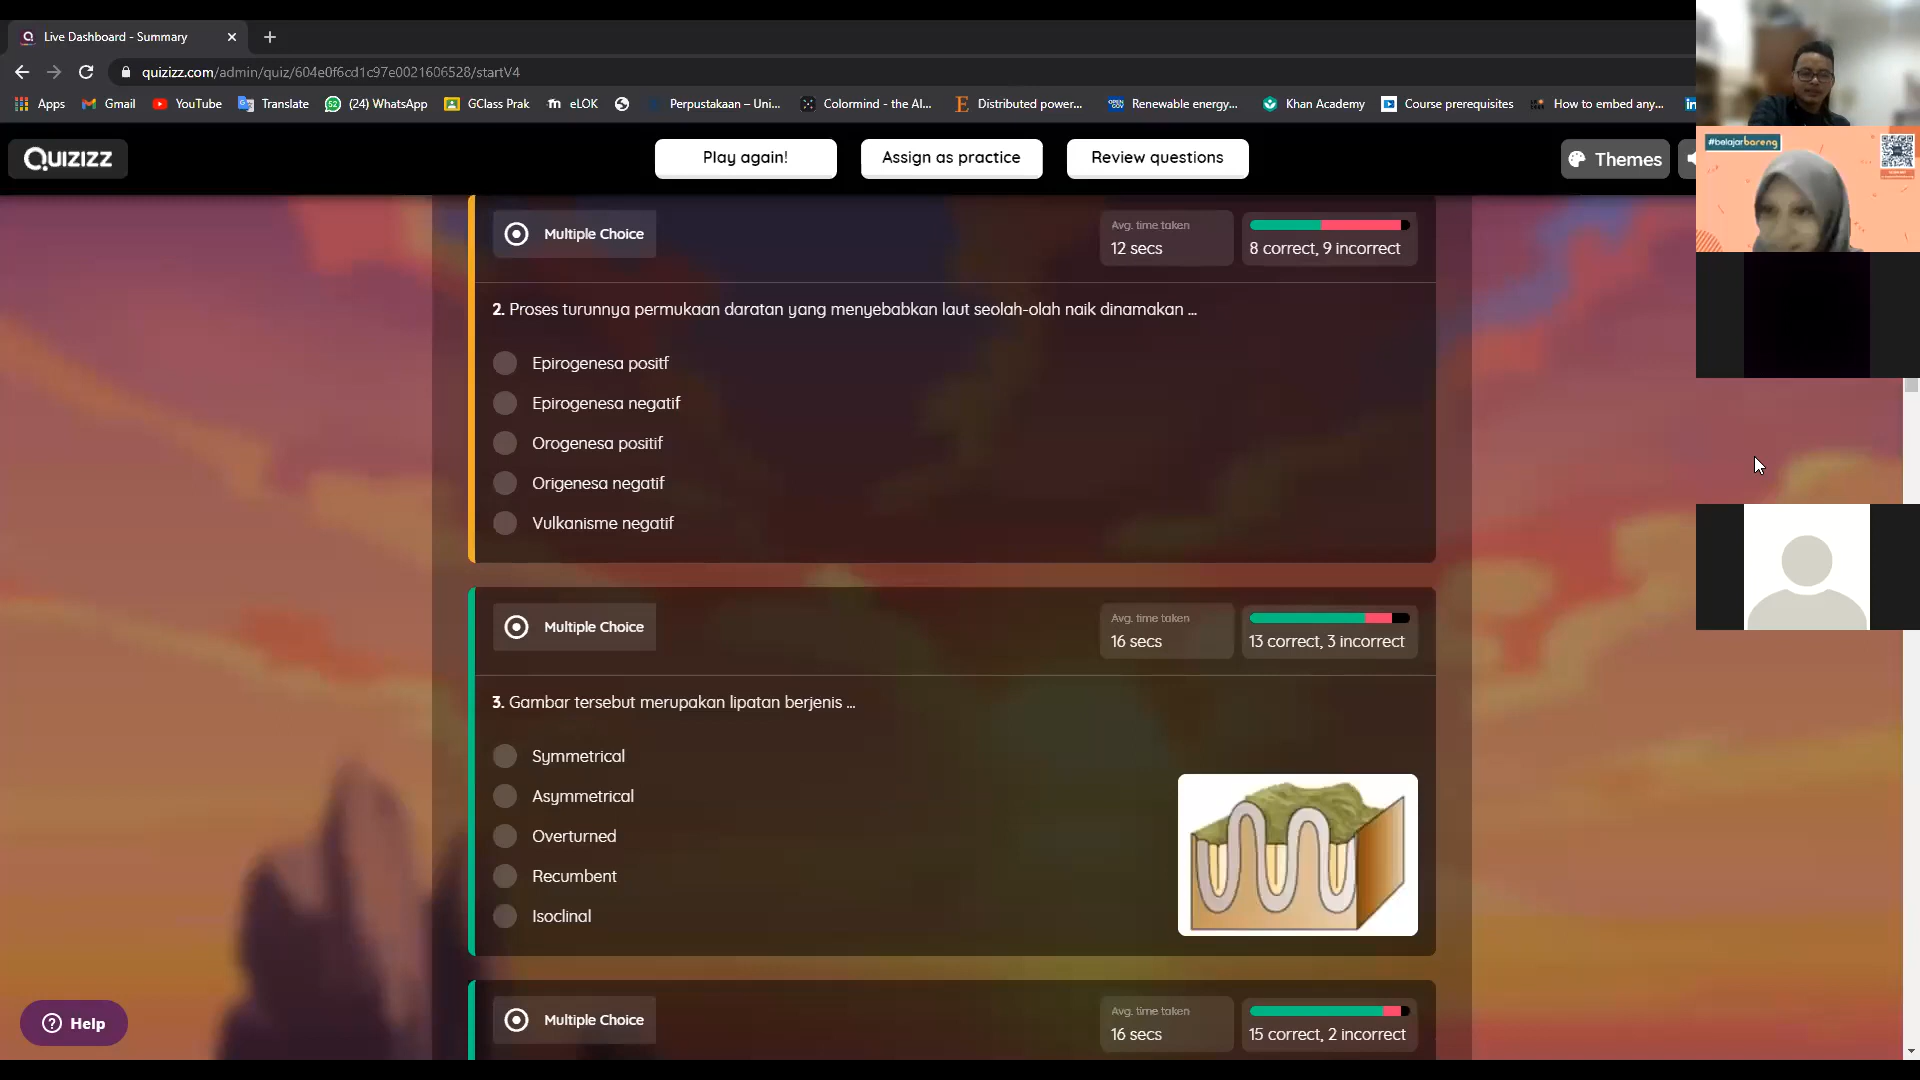 Live Dashboard - Summary
quizizz.com/admin/quiz/604e0f6cd1c97e0021606528/startV4
Apps
Gmail
YouTube
Translate
(24) WhatsApp
GClass Prak
eLOK
Perpustakaan – Uni...
Colormind - the AI...
Distributed power...
Renewable energy...
Khan Academy
Course prerequisites
How to embed any...
Quizizz
Play again!
Assign as practice
Review questions
Themes
#belajarbareng
Multiple Choice
Avg. time taken
12 secs
8 correct, 9 incorrect
2. Proses turunnya permukaan daratan yang menyebabkan laut seolah-olah naik dinamakan ...
Epirogenesa positf
Epirogenesa negatif
Orogenesa positif
Origenesa negatif
Vulkanisme negatif
Multiple Choice
Avg. time taken
16 secs
13 correct, 3 incorrect
3. Gambar tersebut merupakan lipatan berjenis ...
Symmetrical
Asymmetrical
Overturned
Recumbent
Isoclinal
Multiple Choice
Avg. time taken
16 secs
15 correct, 2 incorrect
Help